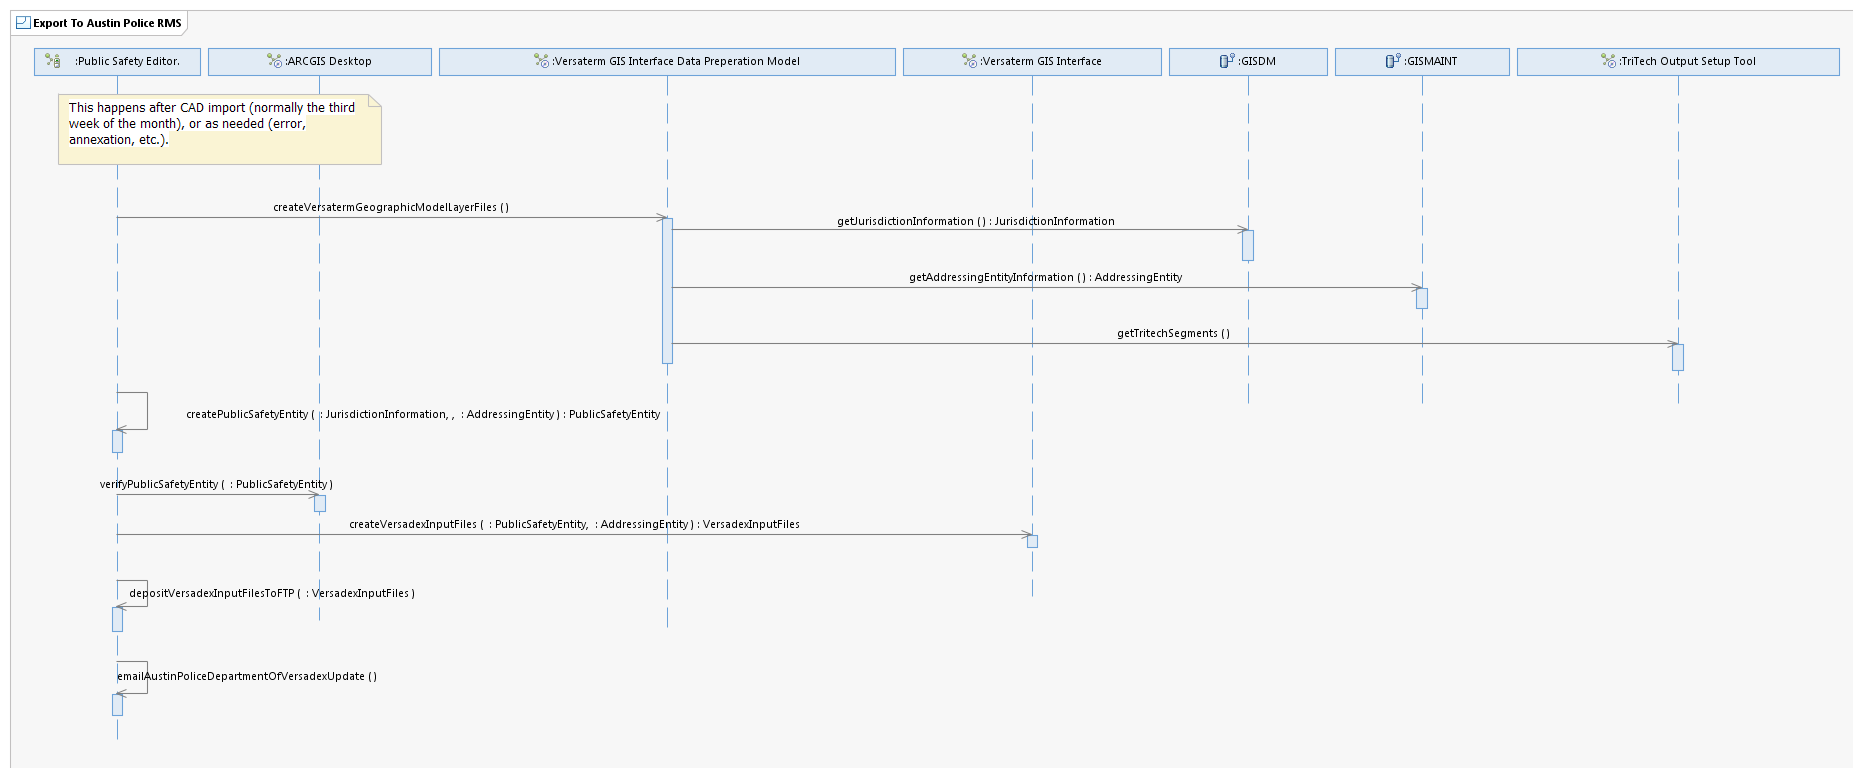 Export To Austin Police RMS
:Public Safety Editor.
:ARCGIS Desktop
:Versaterm GIS Interface Data Preperation Model
:Versaterm GIS Interface
:GISDM
:GISMAINT
:TriTech Output Setup Tool
This happens after CAD import (normally the third
week of the month), or as needed (error,
annexation, etc.).
createVersatermGeographicModelLayerFiles ( )
getJurisdictionInformation ( ) : JurisdictionInformation
getAddressingEntityInformation ( ) : AddressingEntity
getTritechSegments ( )
createPublicSafetyEntity ( : JurisdictionInformation, , : AddressingEntity ) : PublicSafetyEntity
verifyPublicSafetyEntity ( : PublicSafetyEntity )
createVersadexInputFiles ( : PublicSafetyEntity, : AddressingEntity ) : VersadexInputFiles
depositVersadexInputFilesToFTP ( : VersadexInputFiles )
emailAustinPoliceDepartmentOfVersadexUpdate ( )